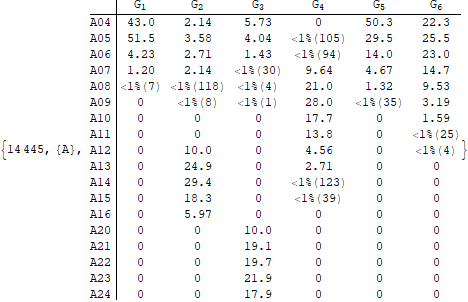 G1 G2 G3 G4 G5 G6
A04 43.0 2.14 5.73 0 50.3 22.3
A05 51.5 3.58 4.04 <1%(105) 29.5 25.5
A06 4.23 2.71 1.43 <1%(94) 14.0 23.0
A07 1.20 2.14 <1%(30) 9.64 4.67 14.7
A08 <1%(7) <1%(118) <1%(4) 21.0 1.32 9.53
A09 0 <1%(8) <1%(1) 28.0 <1%(35) 3.19
A10 0 0 0 17.7 0 1.59
A11 0 0 0 13.8 0 <1%(25)
{14445, {A}, A12 0 10.0 0 4.56 0 <1%(4) }
A13 0 24.9 0 2.71 0 0
A14 0 29.4 0 <1%(123) 0 0
A15 0 18.3 0 <1%(39) 0 0
A16 0 5.97 0 0 0 0
A20 0 0 10.0 0 0 0
A21 0 0 19.1 0 0 0
A22 0 0 19.7 0 0 0
A23 0 0 21.9 0 0 0
A24 0 0 17.9 0 0 0